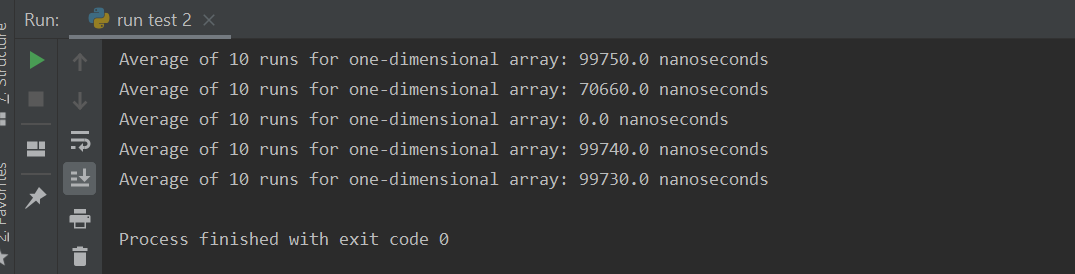 Run: run test 2
Average of 10 runs for one-dimensional array: 99750.0 nanoseconds
Average of 10 runs for one-dimensional array: 70660.0 nanoseconds
Average of 10 runs for one-dimensional array: 0.0 nanoseconds
Average of 10 runs for one-dimensional array: 99740.0 nanoseconds
Average of 10 runs for one-dimensional array: 99730.0 nanoseconds
Process finished with exit code 0
7: Structure
2: Favorites